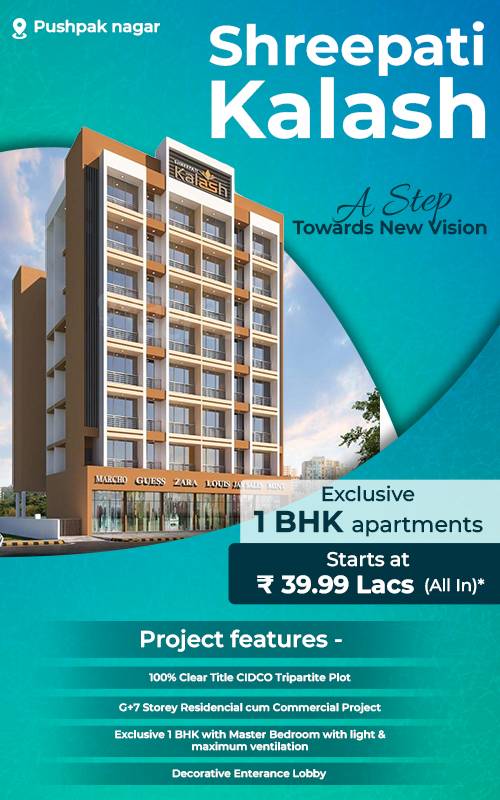 Pushpak nagar
Shreepati
Kalash
Kalash
A Step
Towards New Vision
MARCHO GUESS ZARA LOUIS
Exclusive
1 BHK apartments
Starts at
₹ 39.99 Lacs (All In)*
Project features -
100% Clear Title CIDCO Tripartite Plot
G+7 Storey Residencial cum Commercial Project
Exclusive 1 BHK with Master Bedroom with light &
maximum ventilation
Decorative Enterance Lobby